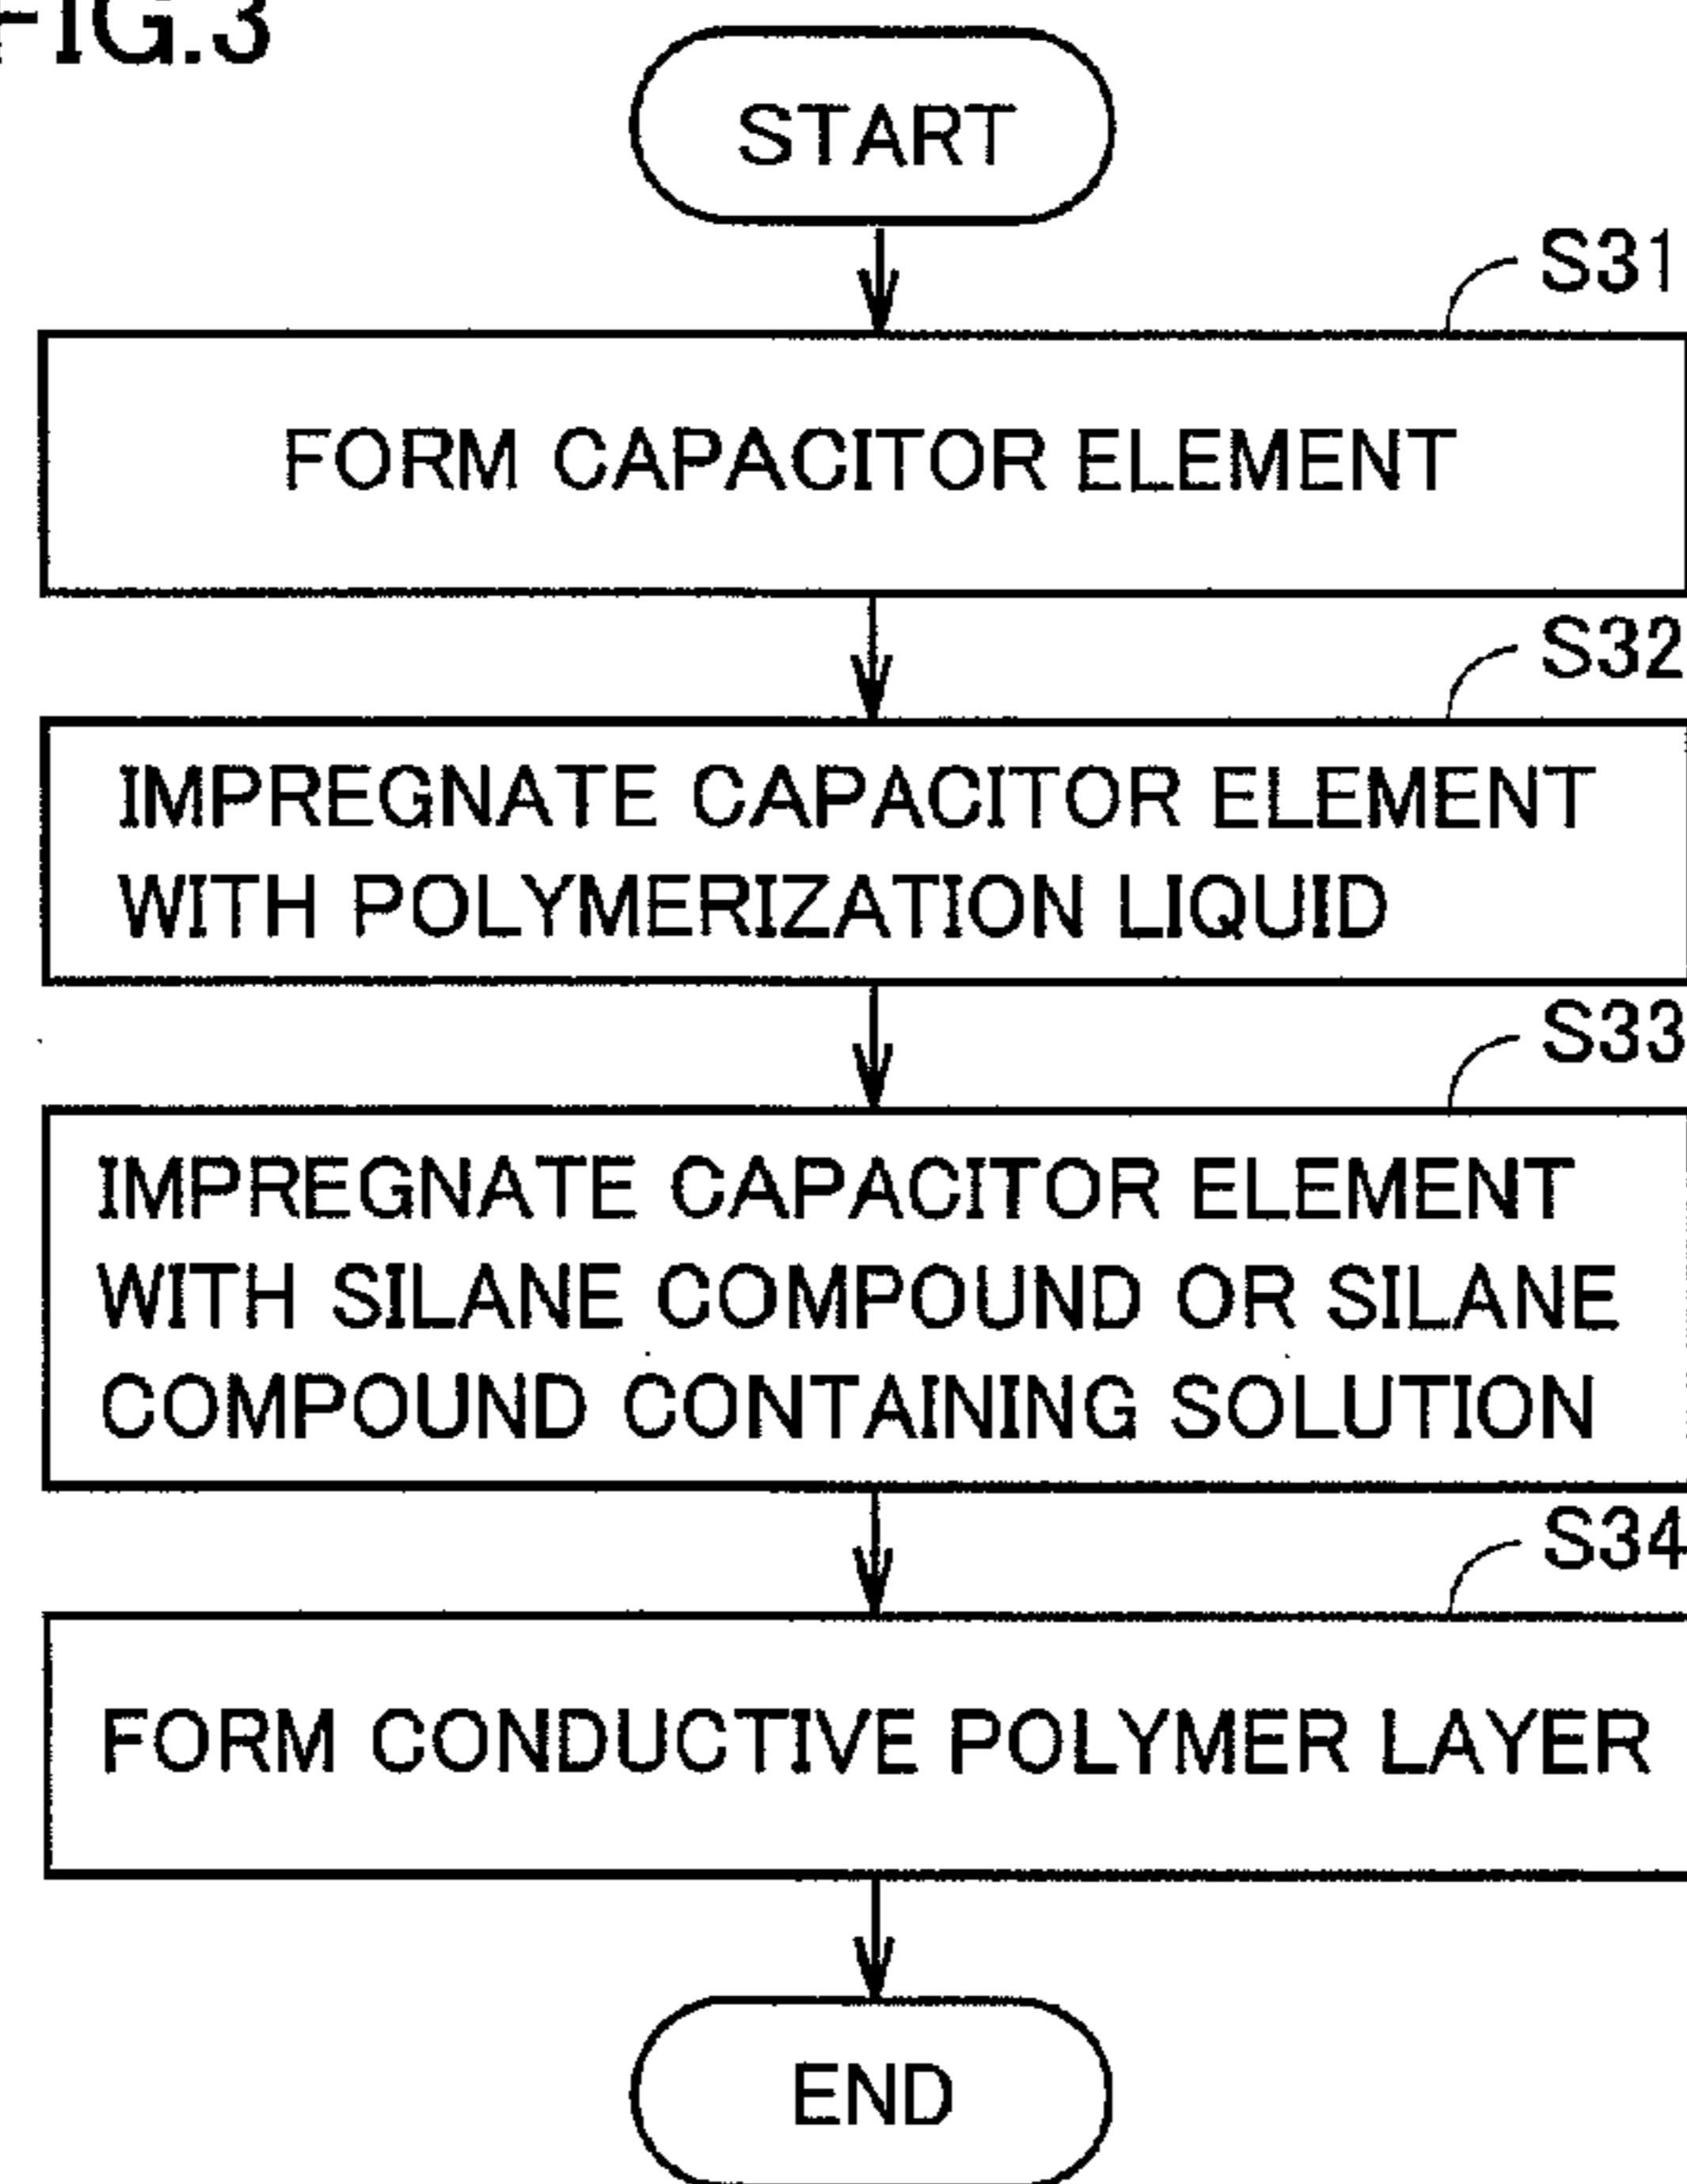 FIG.3
START
S31
FORM CAPACITOR ELEMENT
S32
IMPREGNATE CAPACITOR ELEMENT
WITH POLYMERIZATION LIQUID
S33
IMPREGNATE CAPACITOR ELEMENT
WITH SILANE COMPOUND OR SILANE
COMPOUND CONTAINING SOLUTION
S34
FORM CONDUCTIVE POLYMER LAYER
END